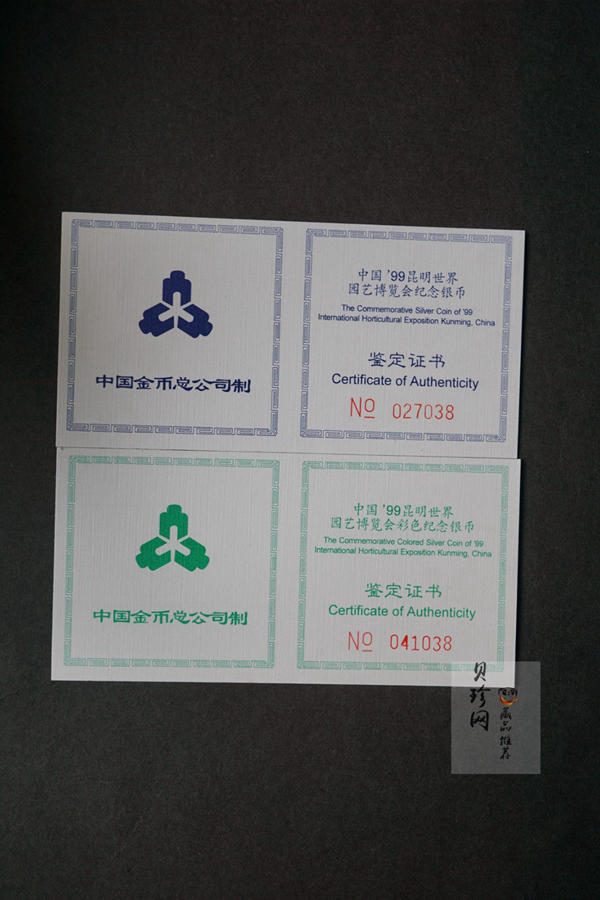 中国金币总公司制
中国'99昆明世界
园艺博览会纪念银币
The Commemorative Silver Coin of '99
International Horticultural Exposition Kunming, China
鉴定证书
Certificate of Authenticity
No 027038
中国金币总公司制
中国'99昆明世界
园艺博览会彩色纪念银币
The Commemorative Colored Silver Coin of '99
International Horticultural Exposition Kunming, China
鉴定证书
Certificate of Authenticity
No 041038
贝珍网
藏品推荐